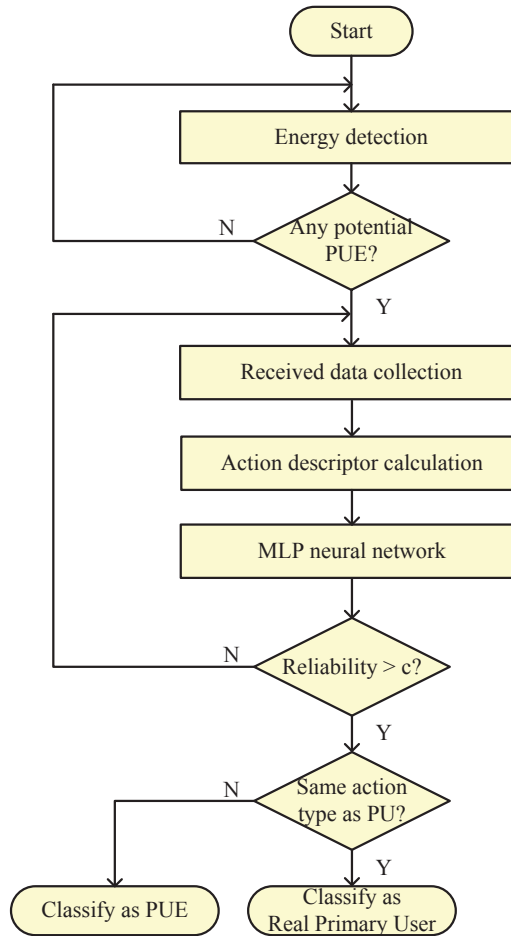 Start
Energy detection
Any potential
PUE?
N
Y
Received data collection
Action descriptor calculation
MLP neural network
Reliability > c?
N
Y
Same action
type as PU?
N
Y
Classify as PUE
Classify as
Real Primary User